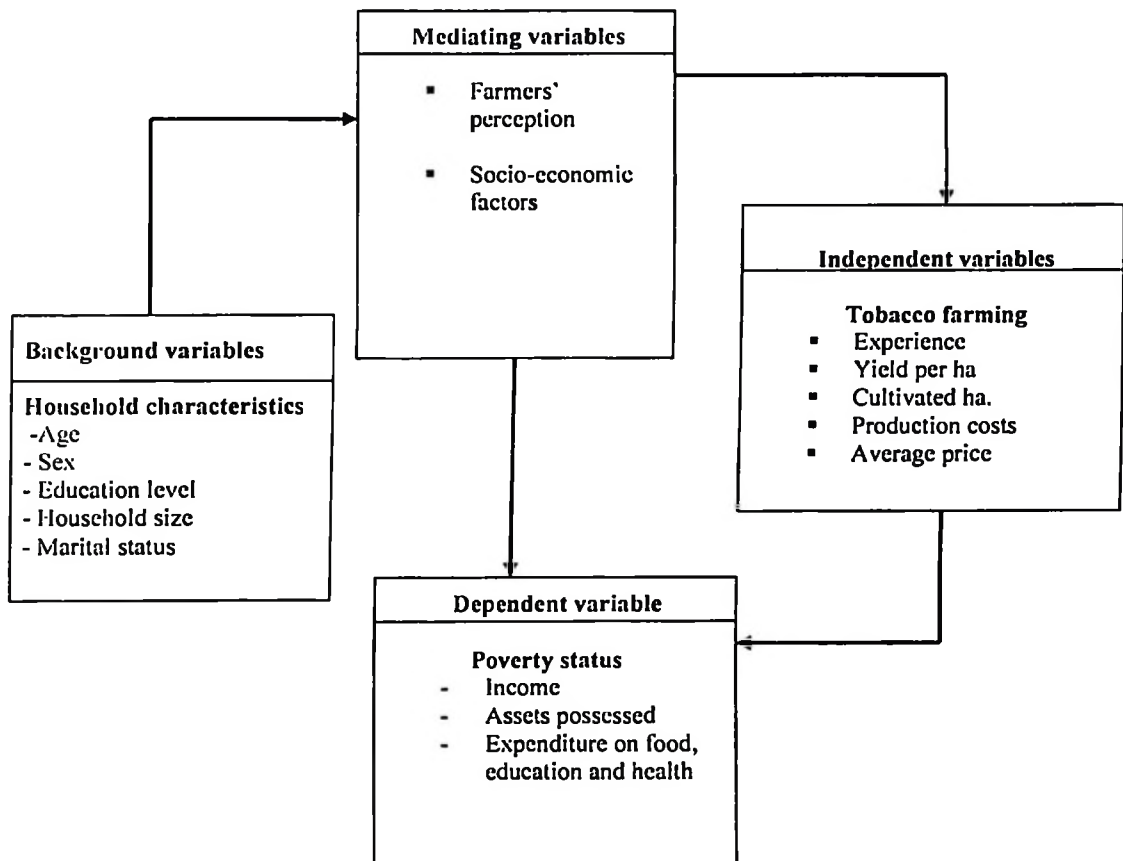 Mediating variables
▪ Farmers'
perception
▪ Socio-economic
factors
Independent variables
Tobacco farming
▪ Experience
▪ Yield per ha
▪ Cultivated ha.
▪ Production costs
▪ Average price
Background variables
Household characteristics
-Age
- Sex
- Education level
- Household size
- Marital status
Dependent variable
Poverty status
- Income
- Assets possessed
- Expenditure on food,
education and health